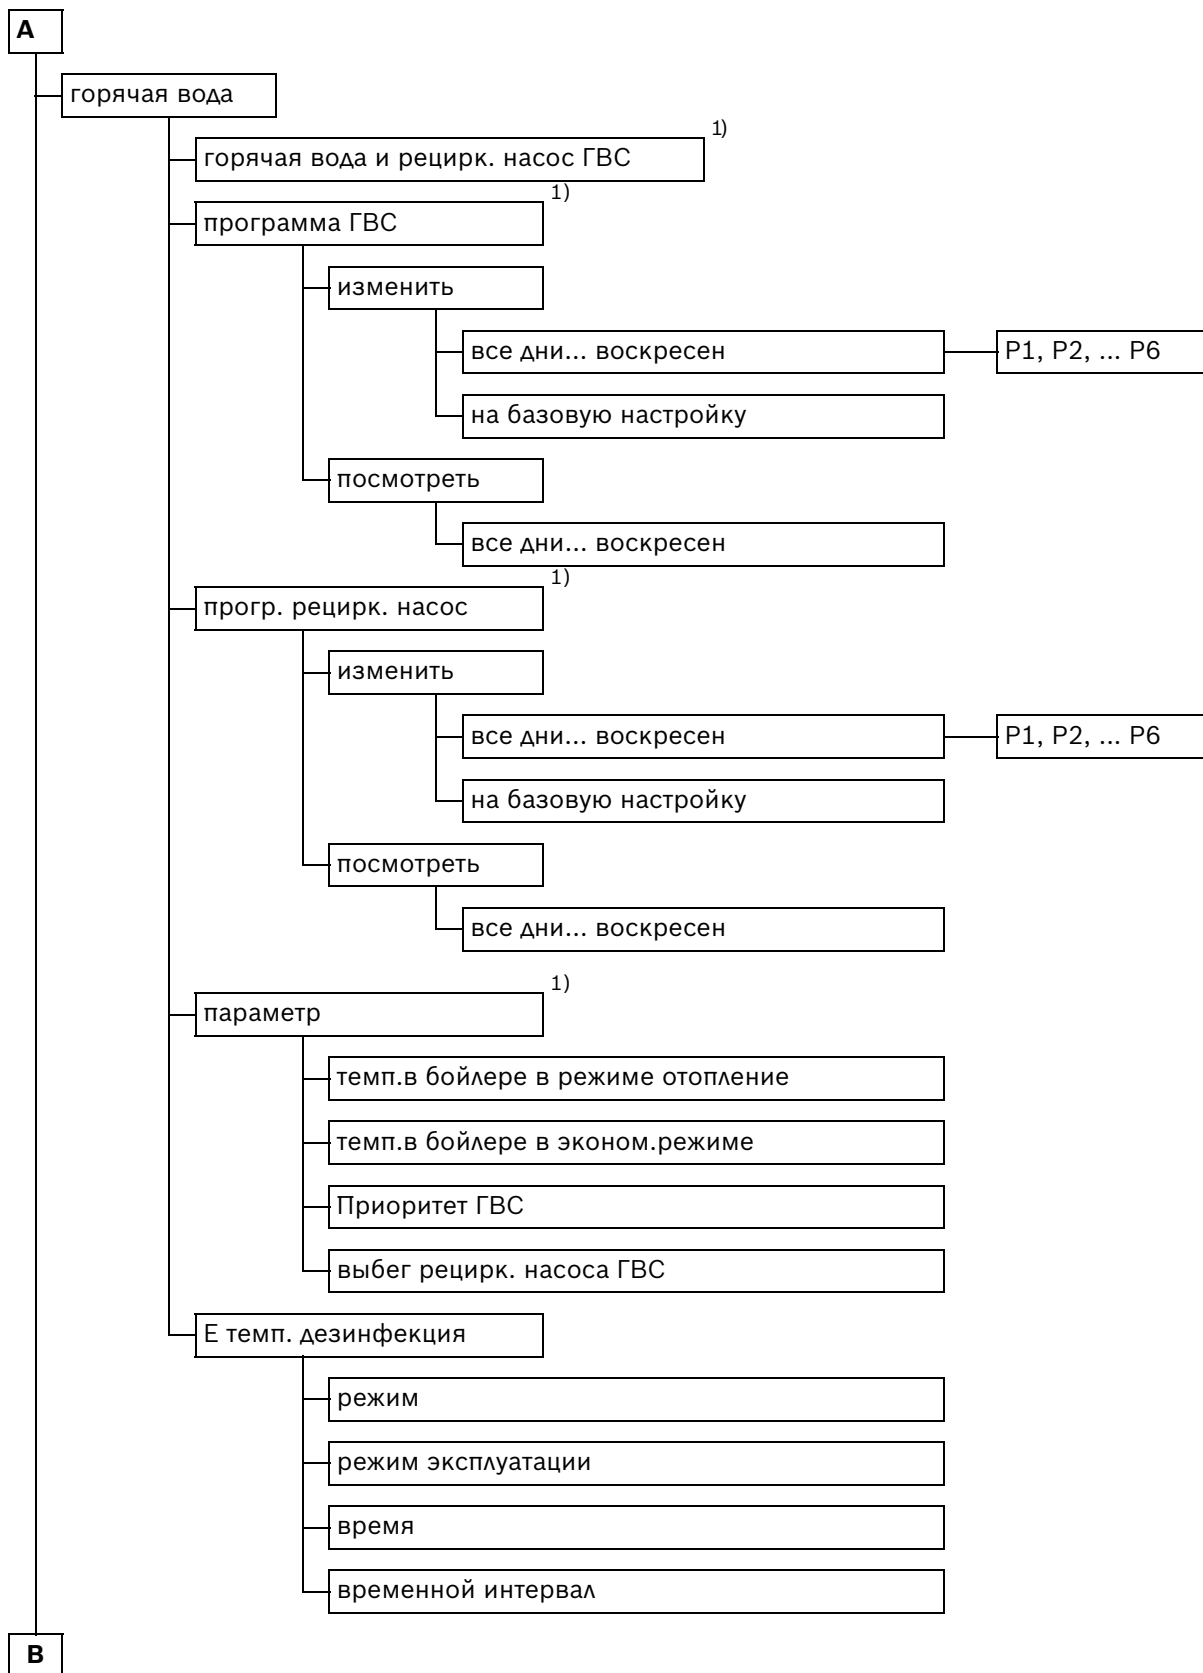 A
горячая вода
1)
горячая вода и рецирк. насос ГВС
1)
программа ГВС
изменить
все дни... воскресен
P1, P2, ... P6
на базовую настройку
посмотреть
все дни... воскресен
1)
прогр. рецирк. насос
изменить
все дни... воскресен
P1, P2, ... P6
на базовую настройку
посмотреть
все дни... воскресен
1)
параметр
темп.в бойлере в режиме отопление
темп.в бойлере в эконом.режиме
Приоритет ГВС
выбег рецирк. насоса ГВС
E темп. дезинфекция
режим
режим эксплуатации
время
временной интервал
B